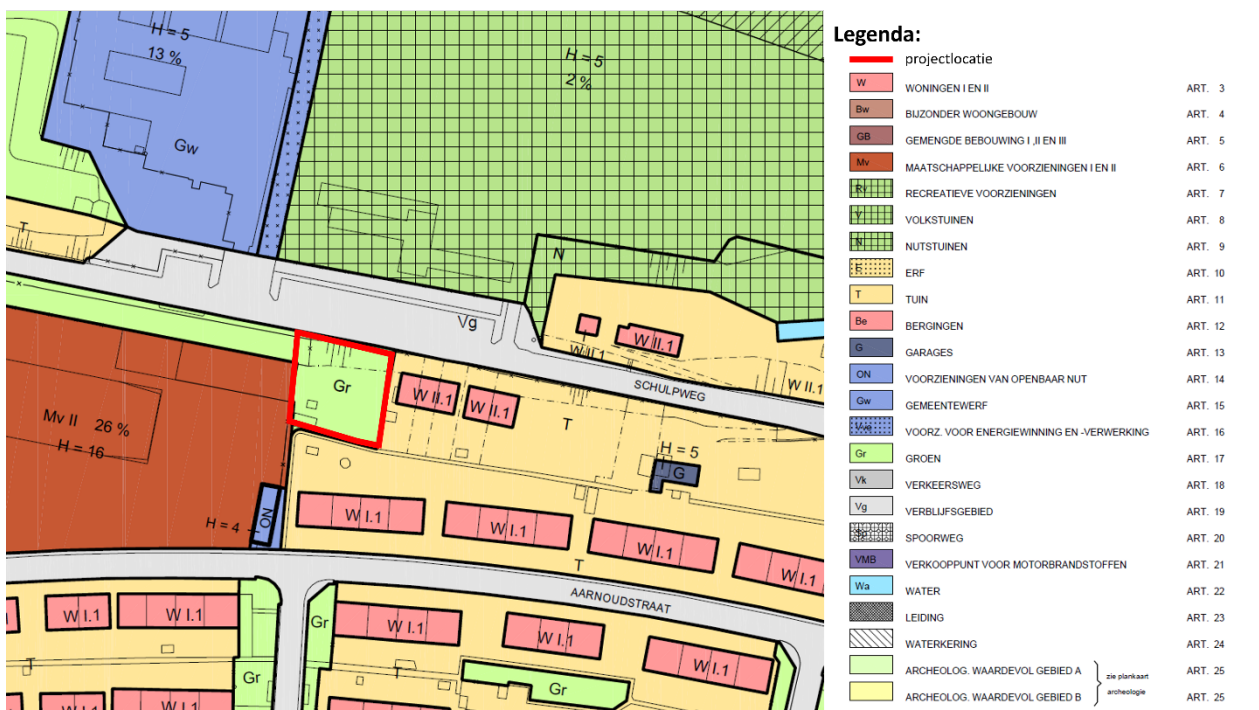 H = 5
13 %
Gw
T
H = 5
2 %
N
Vg
W II.1
W II.1
W II.1
SCHULPWEG
Gr
W II.1
W II.1
T
Mv II 26 %
H = 16
H = 5
G
H = 4
ON
W I.1
W I.1
W I.1
W I.1
T
AARNOUDSTRAAT
W I.1
W I.1
Gr
W I.1
W I.1
W I.1
T
Gr
T
Gr
W I.1
W I.1
Legenda:
projectlocatie
W WONINGEN I EN II ART. 3
Bw BIJZONDER WOONGEBOUW ART. 4
GB GEMENGDE BEBOUWING I ,II EN III ART. 5
Mv MAATSCHAPPELIJKE VOORZIENINGEN I EN II ART. 6
Rv RECREATIEVE VOORZIENINGEN ART. 7
V VOLKSTUINEN ART. 8
N NUTSTUINEN ART. 9
E ERF ART. 10
T TUIN ART. 11
Be BERGINGEN ART. 12
G GARAGES ART. 13
ON VOORZIENINGEN VAN OPENBAAR NUT ART. 14
Gw GEMEENTEWERF ART. 15
Vve VOORZ. VOOR ENERGIEWINNING EN -VERWERKING ART. 16
Gr GROEN ART. 17
Vk VERKEERSWEG ART. 18
Vg VERBLIJFSGEBIED ART. 19
Sp SPOORWEG ART. 20
VMB VERKOOPPUNT VOOR MOTORBRANDSTOFFEN ART. 21
Wa WATER ART. 22
LEIDING ART. 23
WATERKERING ART. 24
ARCHEOLOG. WAARDEVOL GEBIED A ART. 25
zie plankaart
archeologie
ARCHEOLOG. WAARDEVOL GEBIED B ART. 25